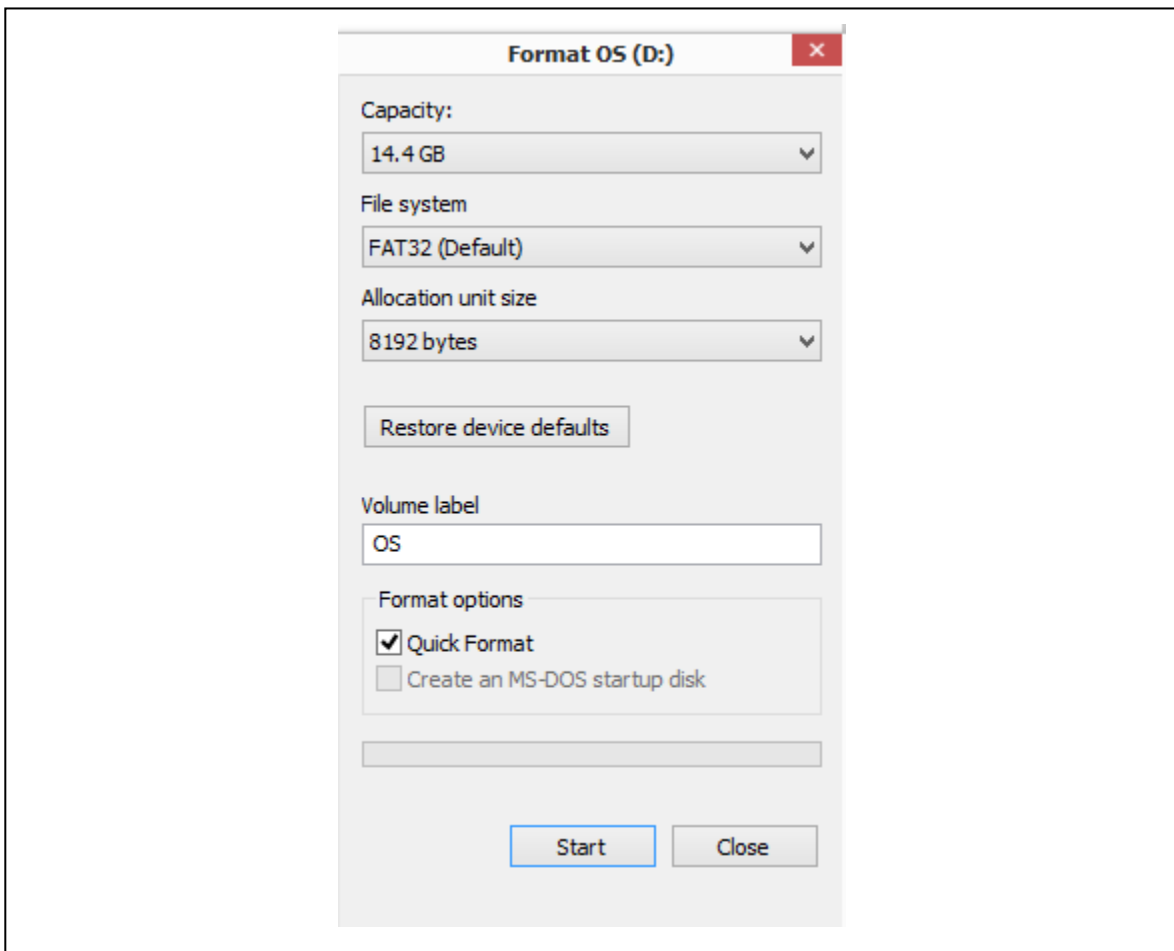 Format OS (D:)
Capacity:
14.4 GB
File system
FAT32 (Default)
Allocation unit size
8192 bytes
Restore device defaults
Volume label
OS
Format options
Quick Format
Create an MS-DOS startup disk
Start Close